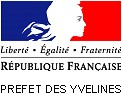 Liberté • Égalité • Fraternité
RÉPUBLIQUE FRANÇAISE
PREFET DES YVELINES